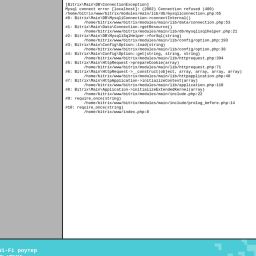 [Bitrix\Main\DB\ConnectionException]
Mysql connect error [localhost]: (2002) Connection refused (400)
/home/bitrix/www/bitrix/modules/main/lib/db/mysqliconnection.php:65
#0: Bitrix\Main\DB\MysqliConnection->connectInternal()
/home/bitrix/www/bitrix/modules/main/lib/data/connection.php:53
#1: Bitrix\Main\Data\Connection->getResource()
/home/bitrix/www/bitrix/modules/main/lib/db/mysqlisqlhelper.php:21
#2: Bitrix\Main\DB\MysqliSqlHelper->forSql(string)
/home/bitrix/www/bitrix/modules/main/lib/config/option.php:193
#3: Bitrix\Main\Config\Option::load(string)
/home/bitrix/www/bitrix/modules/main/lib/config/option.php:38
#4: Bitrix\Main\Config\Option::get(string, string, string)
/home/bitrix/www/bitrix/modules/main/lib/httprequest.php:394
#5: Bitrix\Main\HttpRequest->prepareCookie(array)
/home/bitrix/www/bitrix/modules/main/lib/httprequest.php:71
#6: Bitrix\Main\HttpRequest->__construct(object, array, array, array, array)
/home/bitrix/www/bitrix/modules/main/lib/httpapplication.php:48
#7: Bitrix\Main\HttpApplication->initializeContext(array)
/home/bitrix/www/bitrix/modules/main/lib/application.php:118
#8: Bitrix\Main\Application->initializeExtendedKernel(array)
/home/bitrix/www/bitrix/modules/main/include.php:22
#9: require_once(string)
/home/bitrix/www/bitrix/modules/main/include/prolog_before.php:14
#10: require_once(string)
/home/bitrix/www/index.php:8
Wi-Fi роутер